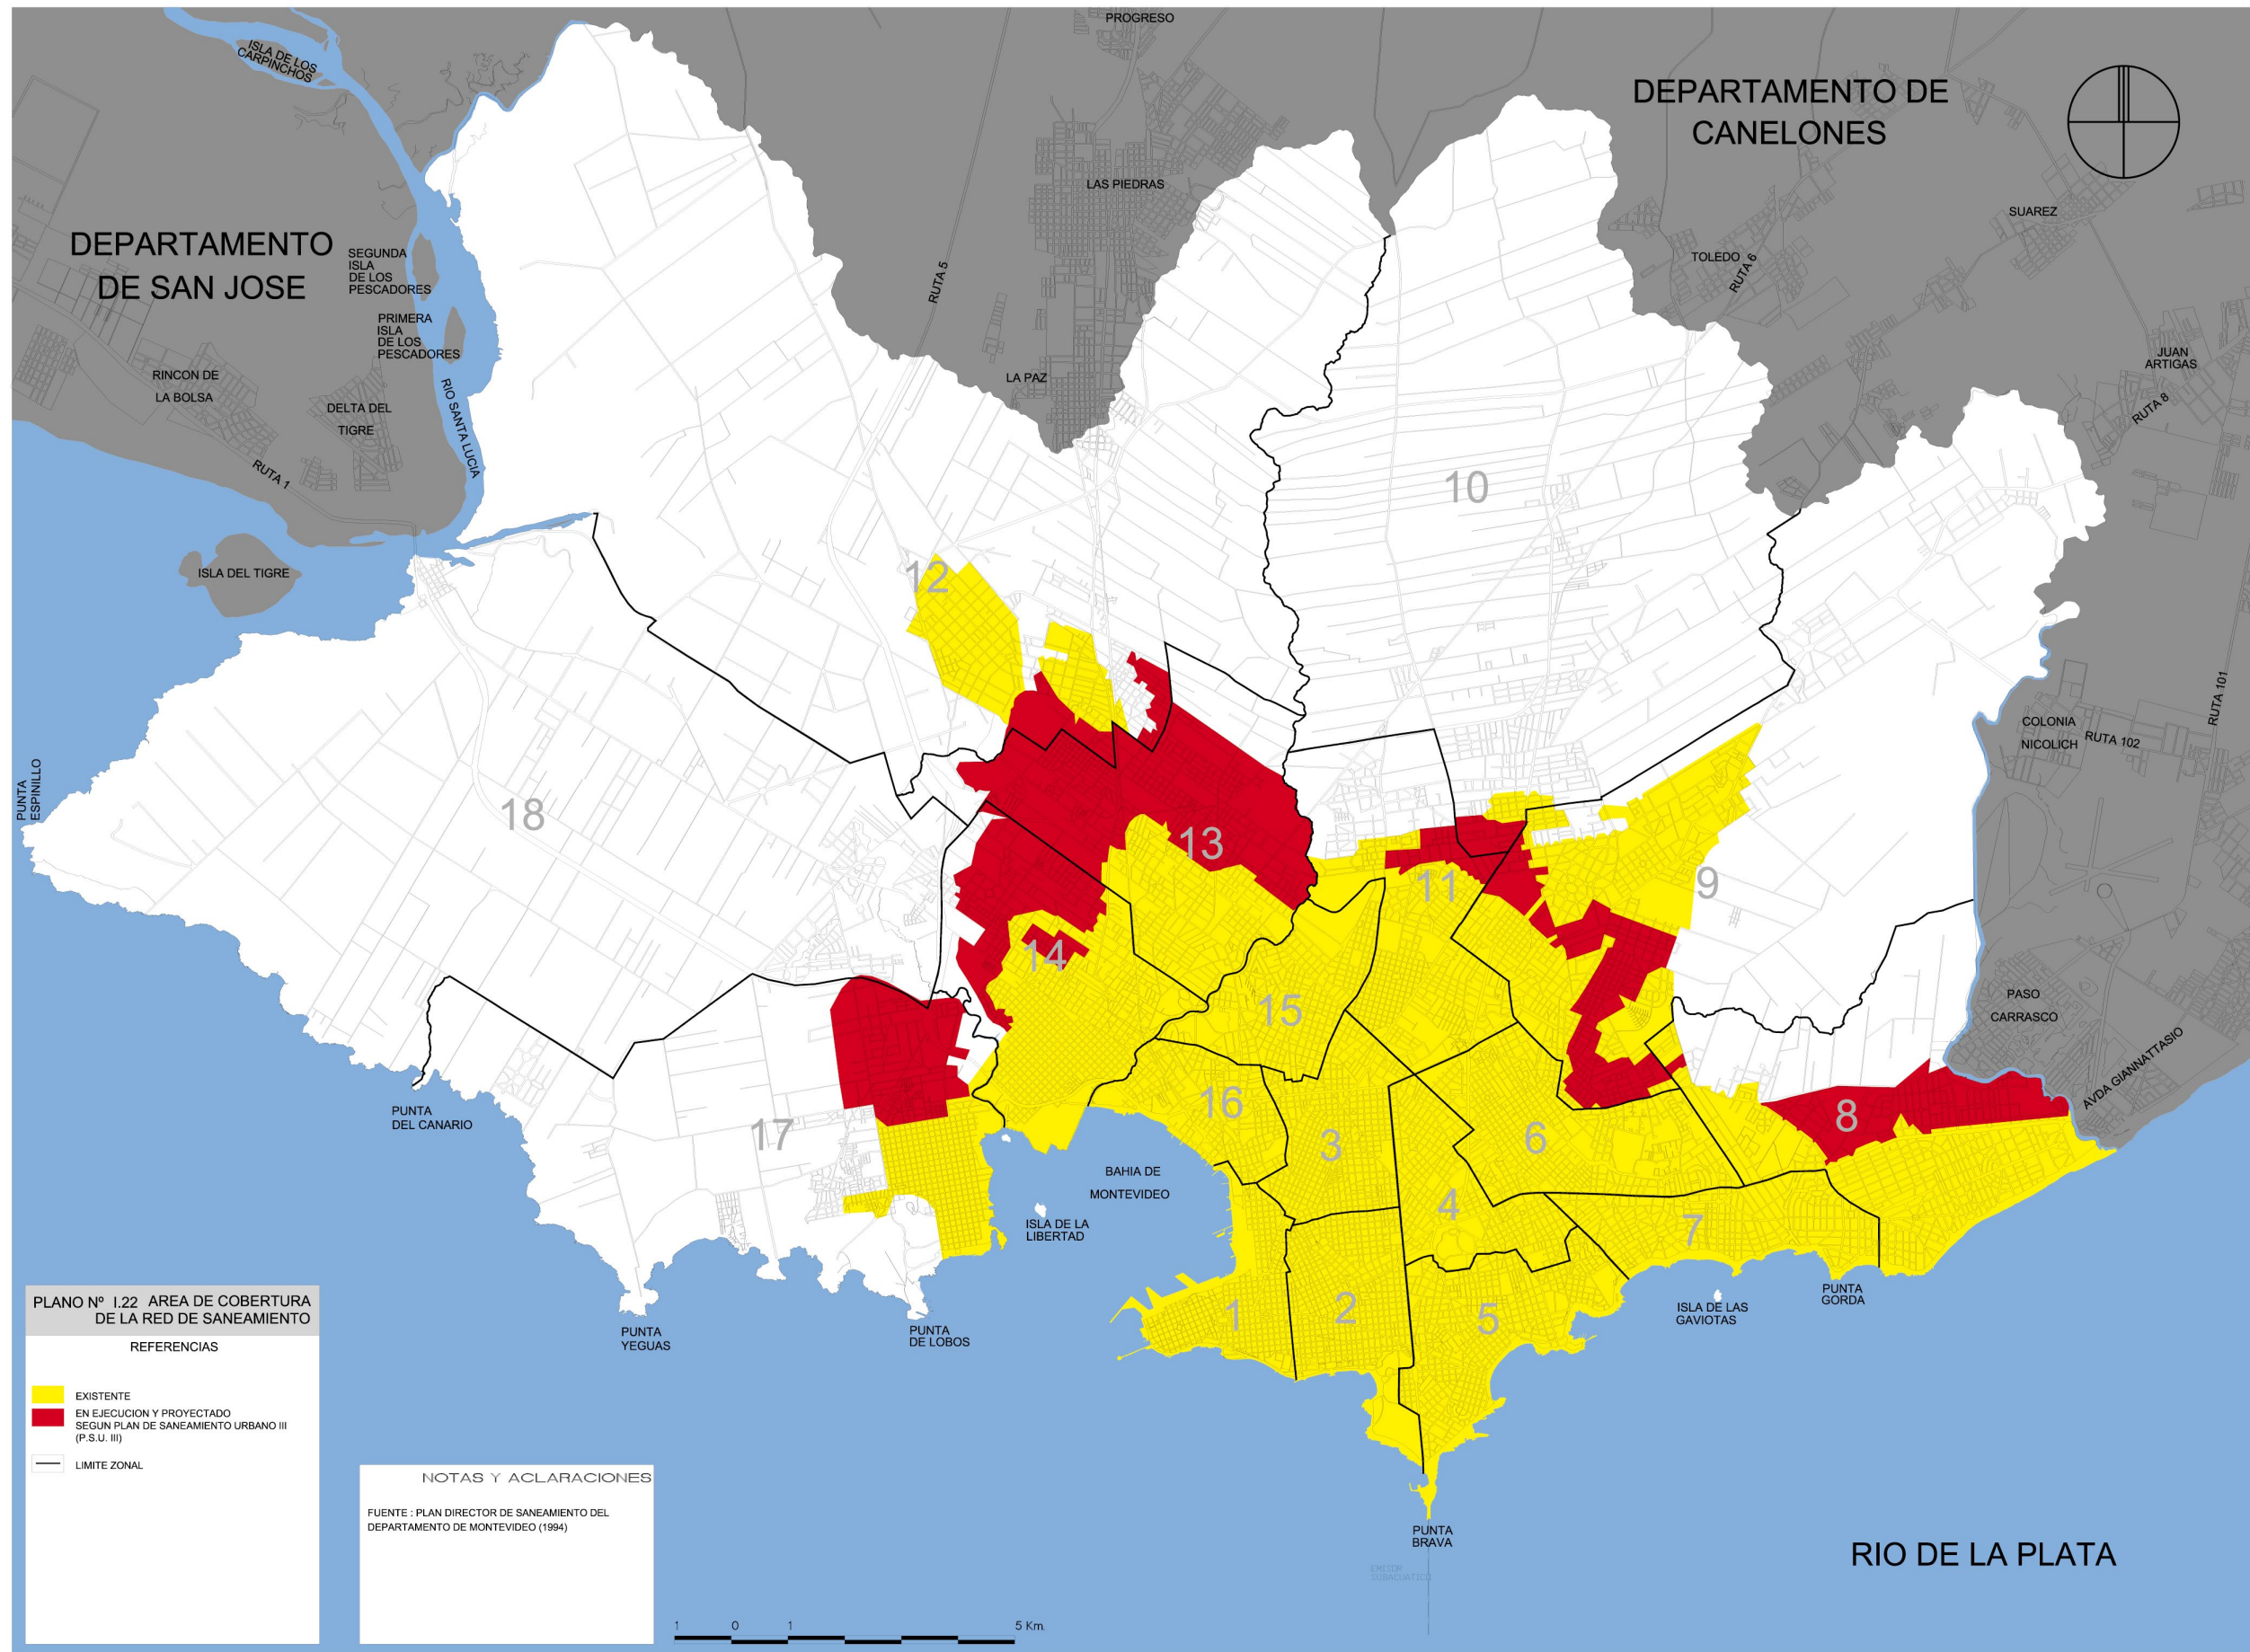 PROGRESO
ISLA DE LOS
CARPINCHOS
DEPARTAMENTO DE
CANELONES
LAS PIEDRAS
SUAREZ
DEPARTAMENTO
DE SAN JOSE
SEGUNDA
ISLA
DE LOS
PESCADORES
TOLEDO
RUTA 6
RUTA 5
PRIMERA
ISLA
DE LOS
PESCADORES
JUAN
ARTIGAS
RINCON DE
LA BOLSA
LA PAZ
RUTA 8
DELTA DEL
TIGRE
RIO SANTA LUCIA
RUTA 1
10
ISLA DEL TIGRE
12
RUTA 101
COLONIA
NICOLICH
RUTA 102
PUNTA
ESPINILLO
18
13
11
9
14
15
PASO
CARRASCO
AVDA GIANNATTASIO
PUNTA
DEL CANARIO
17
16
3
6
8
BAHIA DE
MONTEVIDEO
ISLA DE LA
LIBERTAD
4
7
PUNTA
GORDA
ISLA DE LAS
GAVIOTAS
1
2
5
PUNTA
YEGUAS
PUNTA
DE LOBOS
PLANO Nº I.22 AREA DE COBERTURA
DE LA RED DE SANEAMIENTO
REFERENCIAS
EXISTENTE
EN EJECUCION Y PROYECTADO
SEGUN PLAN DE SANEAMIENTO URBANO III
(P.S.U. III)
LIMITE ZONAL
NOTAS Y ACLARACIONES
FUENTE : PLAN DIRECTOR DE SANEAMIENTO DEL
DEPARTAMENTO DE MONTEVIDEO (1994)
PUNTA
BRAVA
EMISOR
SUBACUATICO
RIO DE LA PLATA
1 0 1 5 Km.